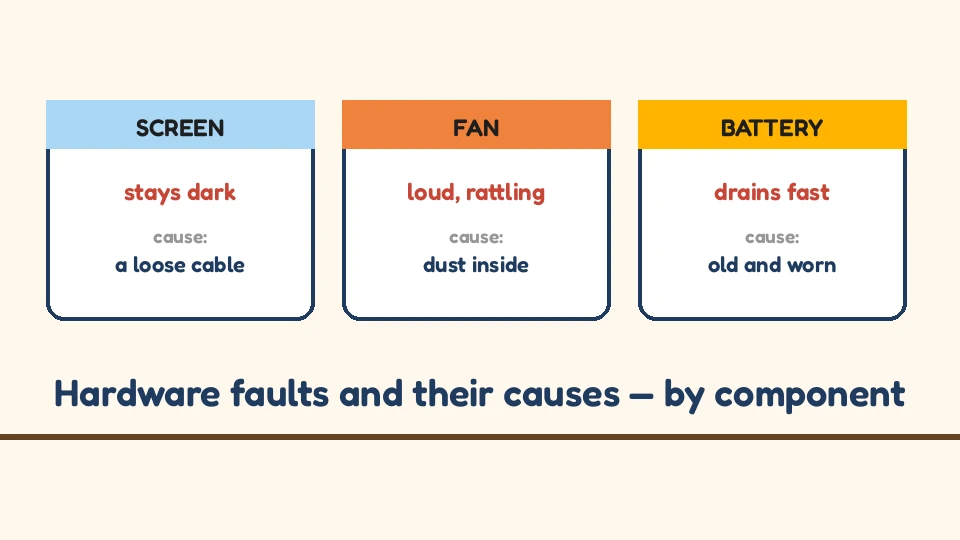 SCREEN
stays dark
cause:
a loose cable
FAN
loud, rattling
cause:
dust inside
BATTERY
drains fast
cause:
old and worn
Hardware faults and their causes — by component